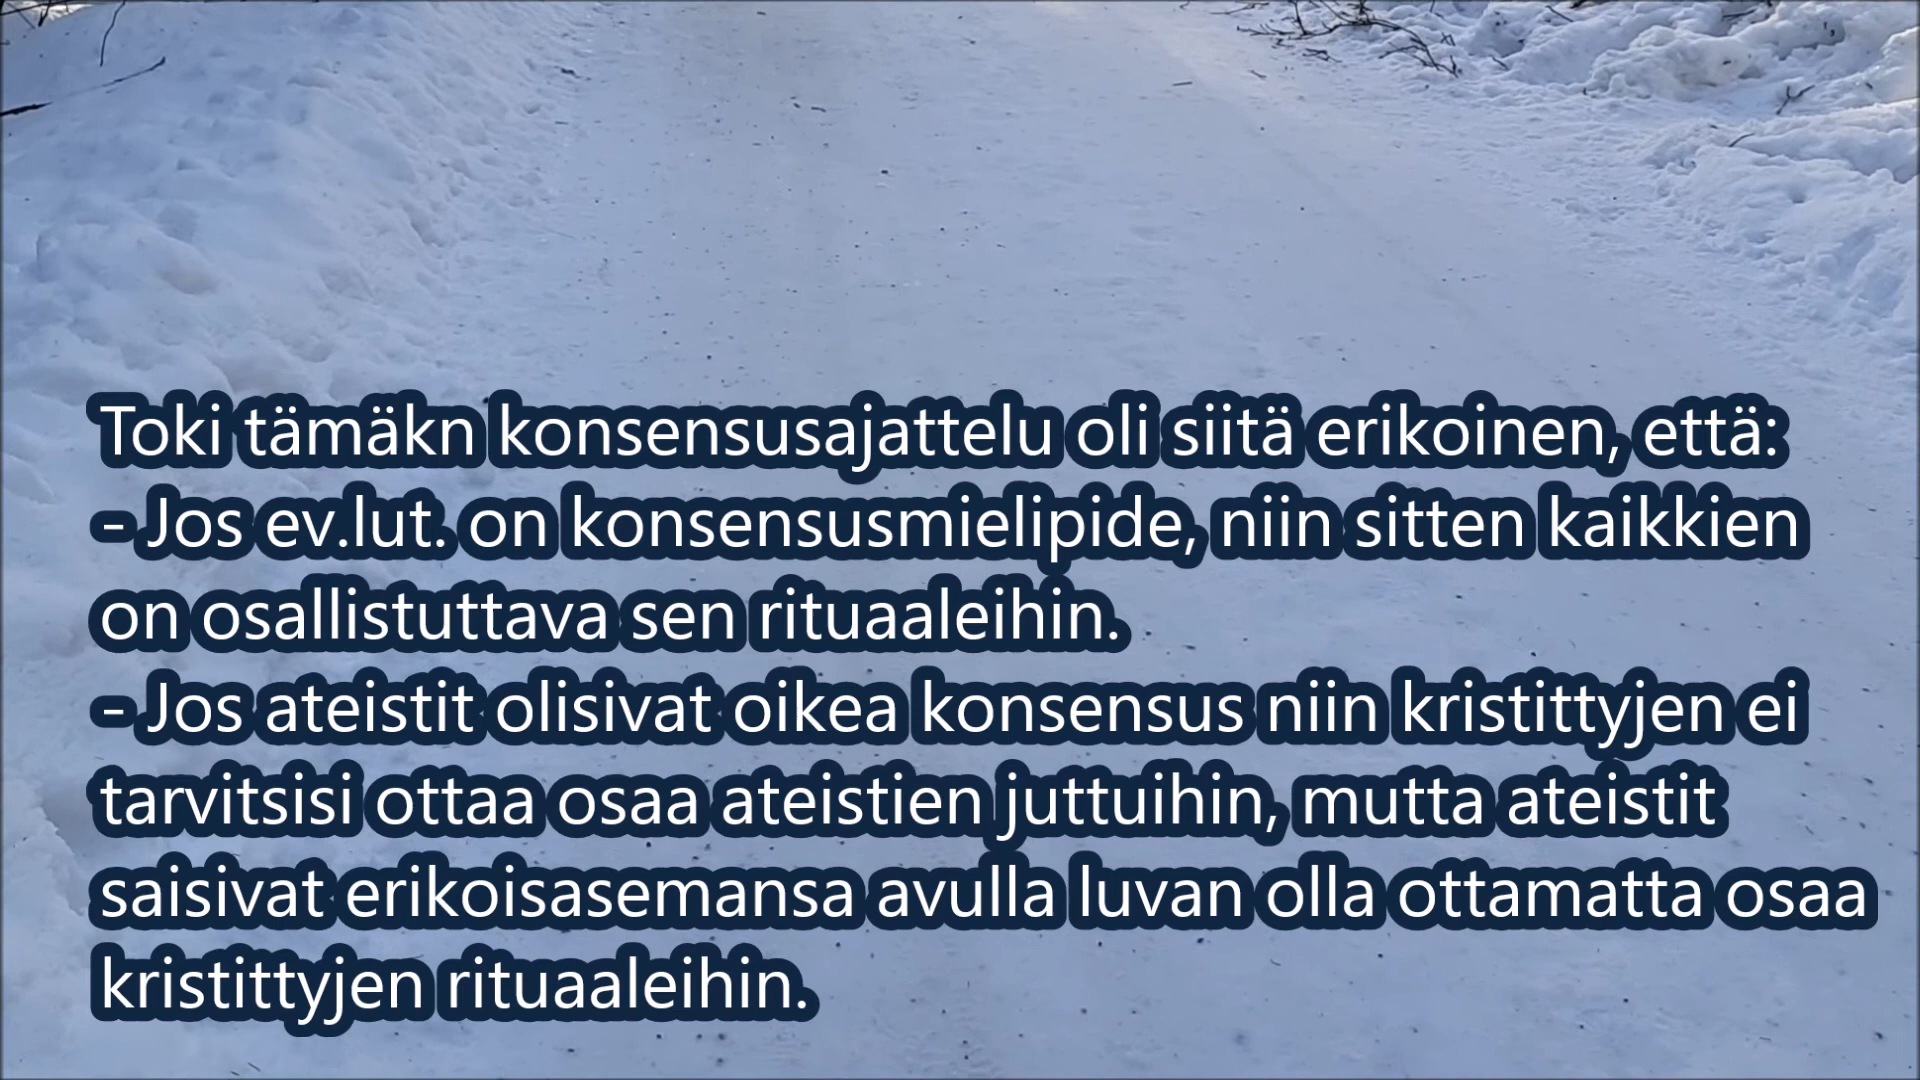 Toki tämäkn konsensusajattelu oli siitä erikoinen, että:
- Jos ev.lut. on konsensusmielipide, niin sitten kaikkien
on osallistuttava sen rituaaleihin.
- Jos ateistit olisivat oikea konsensus niin kristittyjen ei
tarvitsisi ottaa osaa ateistien juttuihin, mutta ateistit
saisivat erikoisasemansa avulla luvan olla ottamatta osaa
kristittyjen rituaaleihin.